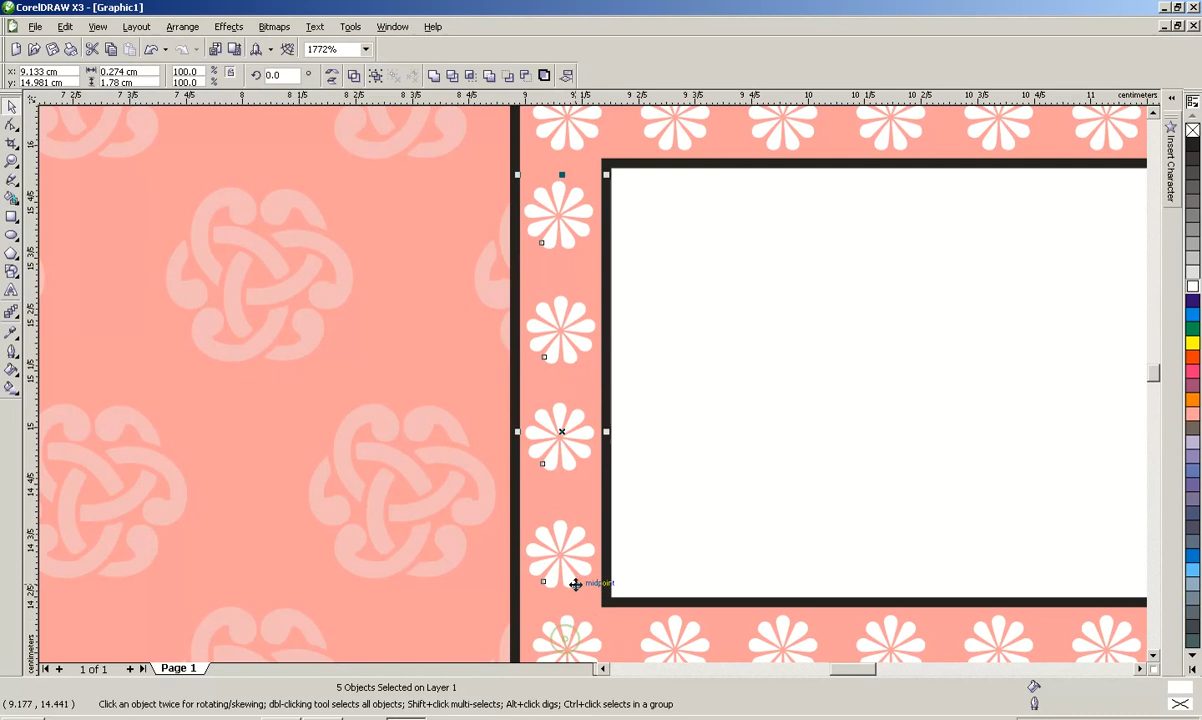 CorelDRAW X3 - [Graphic1]
File Edit View Layout Arrange Effects Bitmaps Text Tools Window Help
1772%
x: 9.133 cm 0.274 cm 100.0 % 0.0 °
y: 14.981 cm 1.78 cm 100.0 %
centimeters
Insert Character
midpoint
centimeters
1 of 1 Page 1
5 Objects Selected on Layer 1
(9.177, 14.441) Click an object twice for rotating/skewing; dbl-clicking tool selects all objects; Shift+click multi-selects; Alt+click digs; Ctrl+click selects in a group